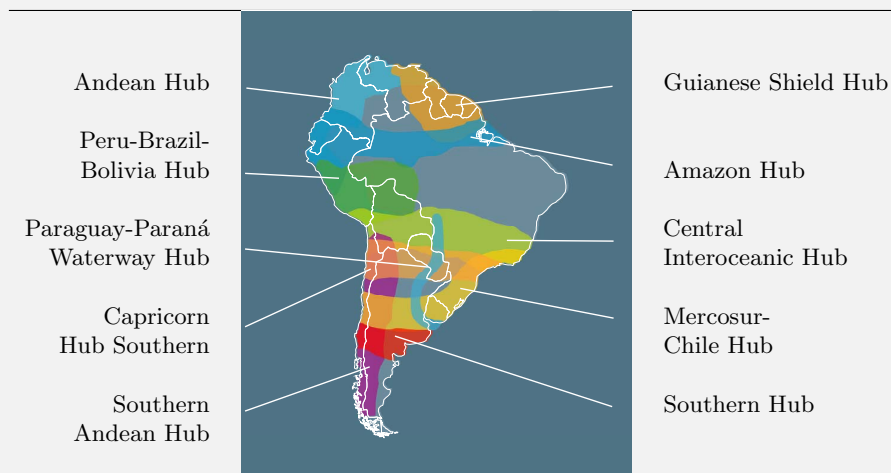 Andean Hub
Peru-Brazil-
Bolivia Hub
Paraguay-Paraná
Waterway Hub
Capricorn
Hub Southern
Southern
Andean Hub
Guianese Shield Hub
Amazon Hub
Central
Interoceanic Hub
Mercosur-
Chile Hub
Southern Hub